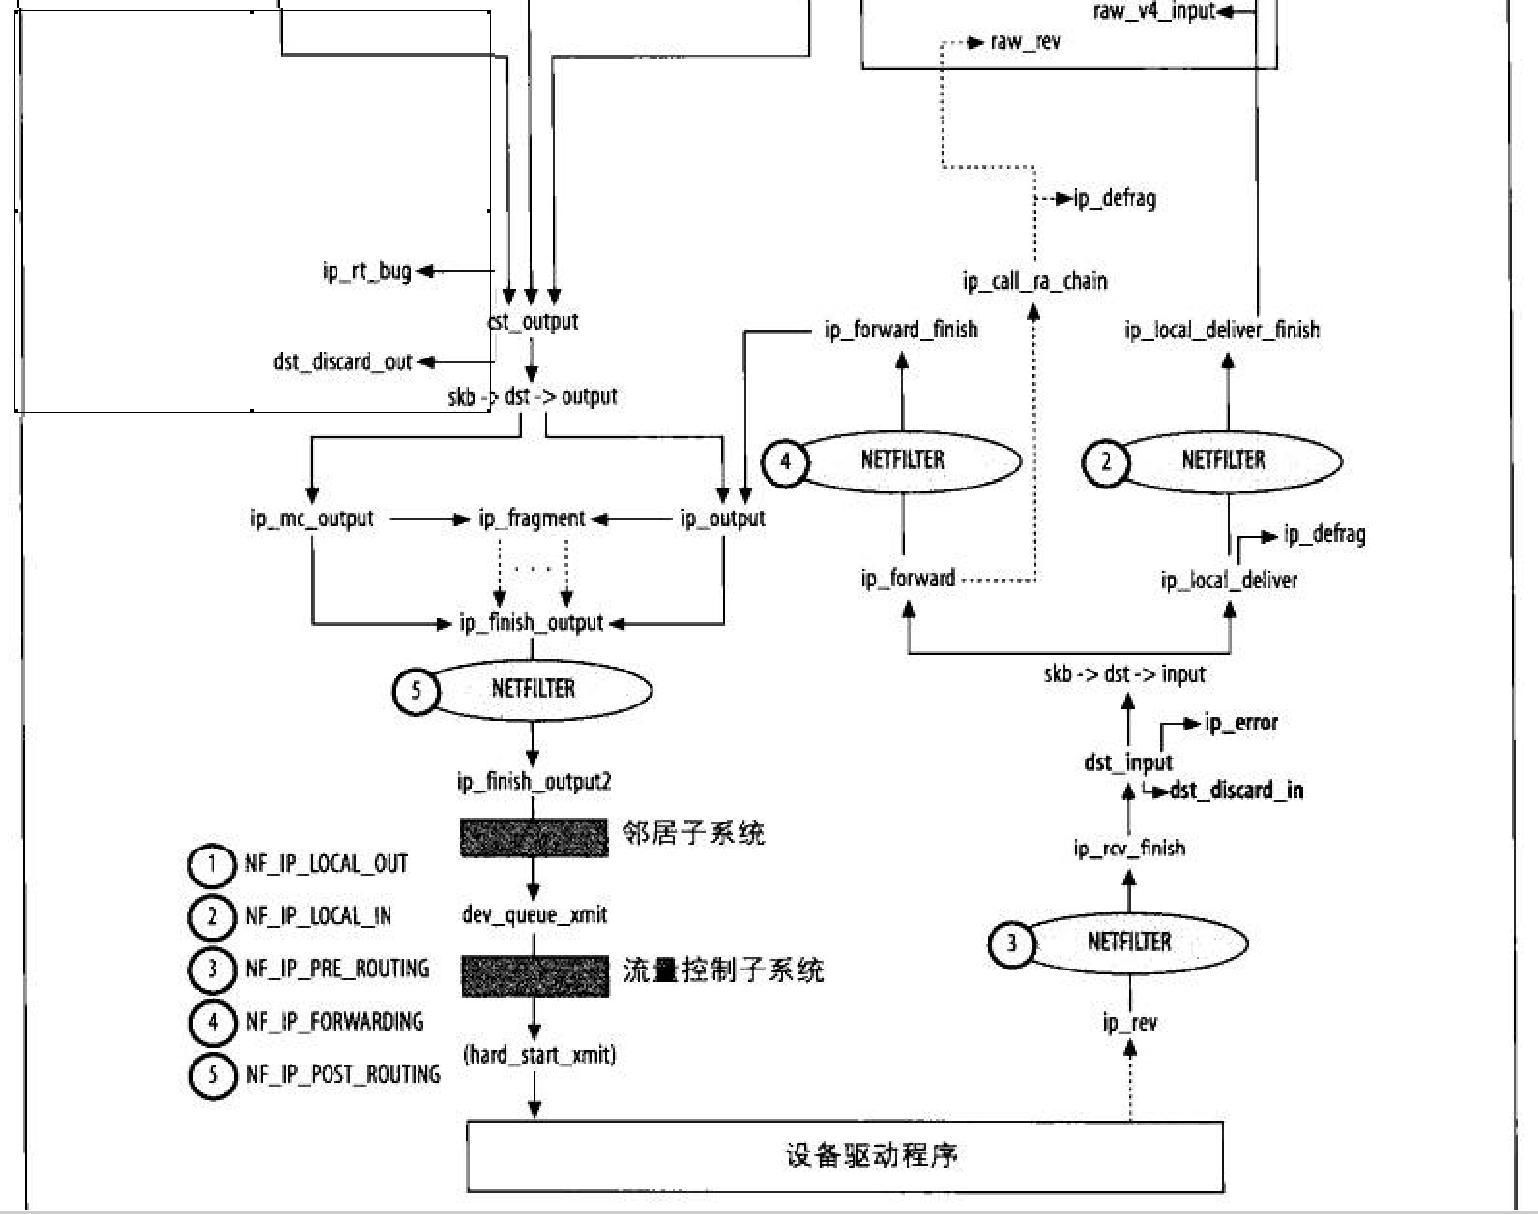 raw_v4_input
raw_rev
ip_defrag
ip_rt_bug
ip_call_ra_chain
cst_output
ip_forward_finish
ip_local_deliver_finish
dst_discard_out
skb -> dst -> output
4 NETFILTER
2 NETFILTER
ip_mc_output
ip_fragment
ip_output
ip_defrag
. . .
ip_forward
ip_local_deliver
ip_finish_output
skb -> dst -> input
5 NETFILTER
ip_error
dst_input
ip_finish_output2
dst_discard_in
邻居子系统
ip_rcv_finish
1 NF_IP_LOCAL_OUT
2 NF_IP_LOCAL_IN
dev_queue_xmit
3 NETFILTER
3 NF_IP_PRE_ROUTING
流量控制子系统
4 NF_IP_FORWARDING
ip_rev
(hard_start_xmit)
5 NF_IP_POST_ROUTING
设备驱动程序